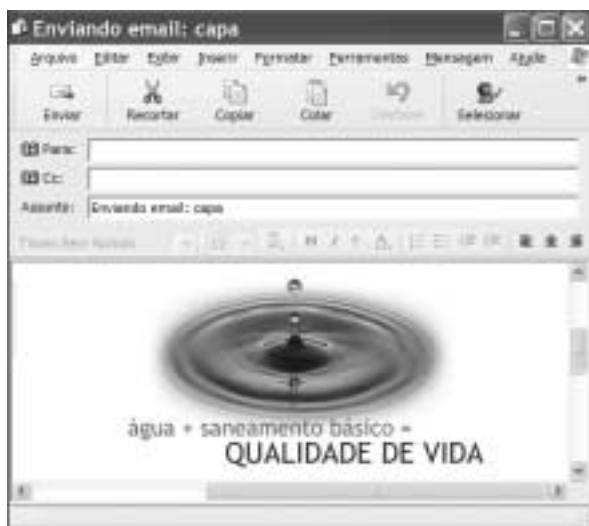 Enviando email: capa
Arquivo Editar Exibir Inserir Formatar Ferramentas Mensagem Ajuda
Enviar Recortar Copiar Colar Selecionar
Para:
Cc:
Assunto: Enviando email: capa
água + saneamento básico =
QUALIDADE DE VIDA